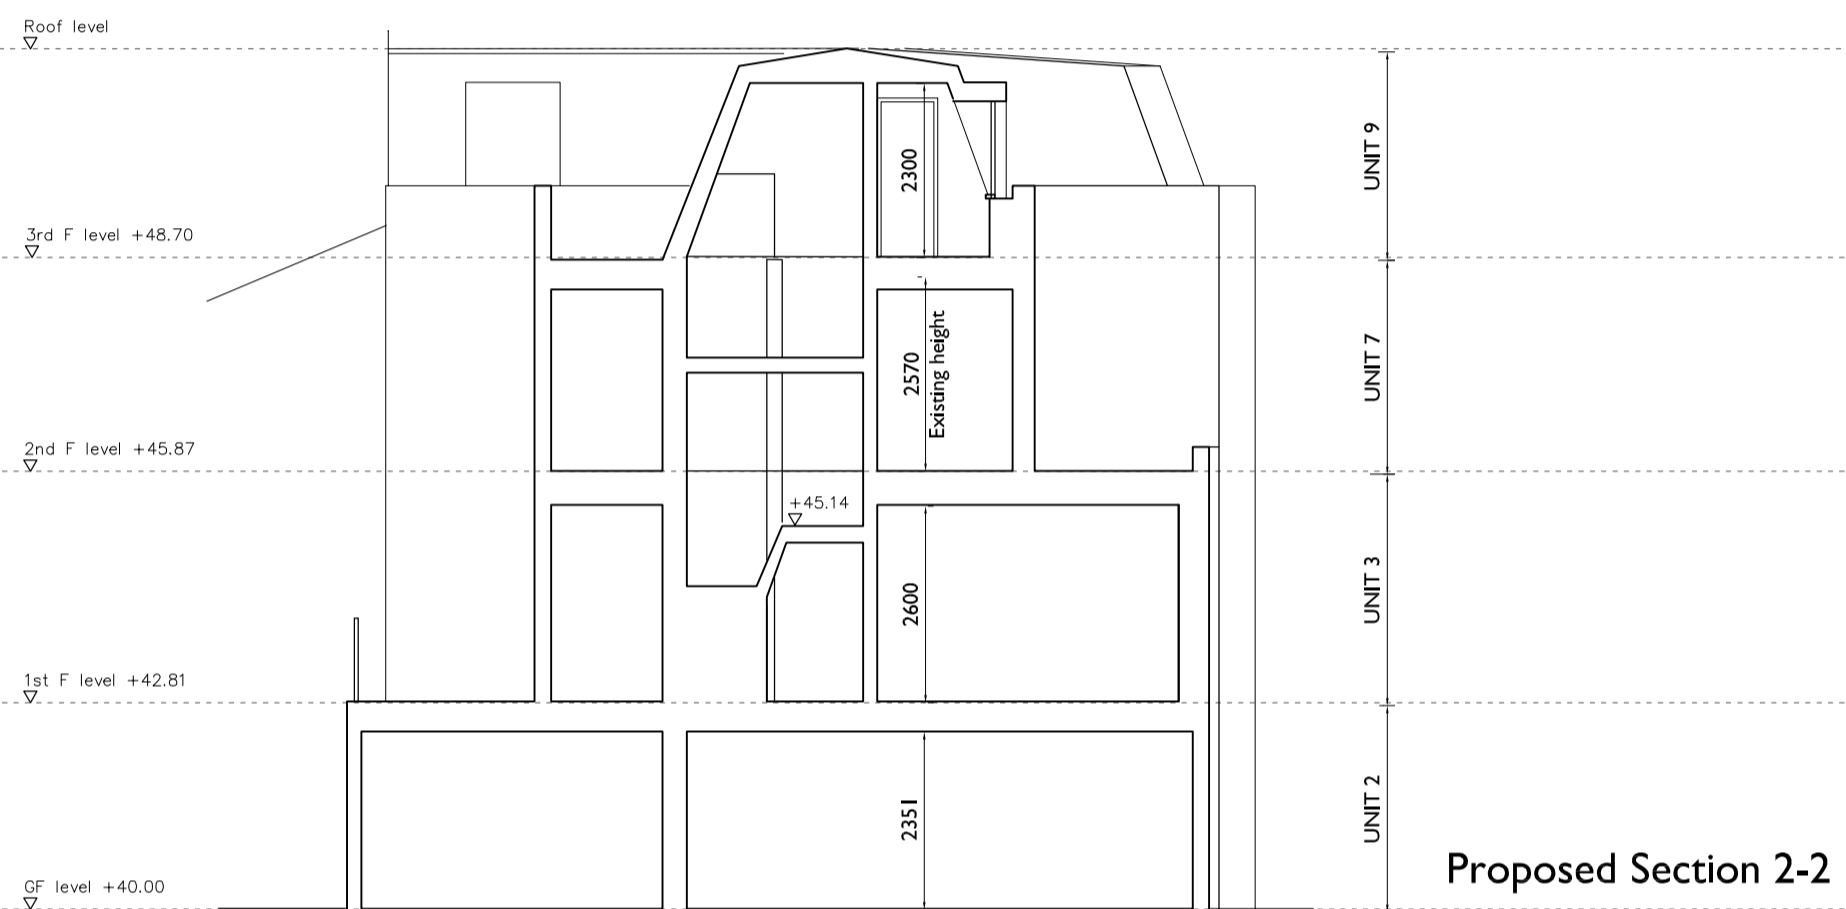 Roof level
UNIT 9
2300
3rd F level +48.70
UNIT 7
2570
Existing height
2nd F level +45.87
+45.14
UNIT 3
2600
1st F level +42.81
UNIT 2
2351
Proposed Section 2-2
GF level +40.00